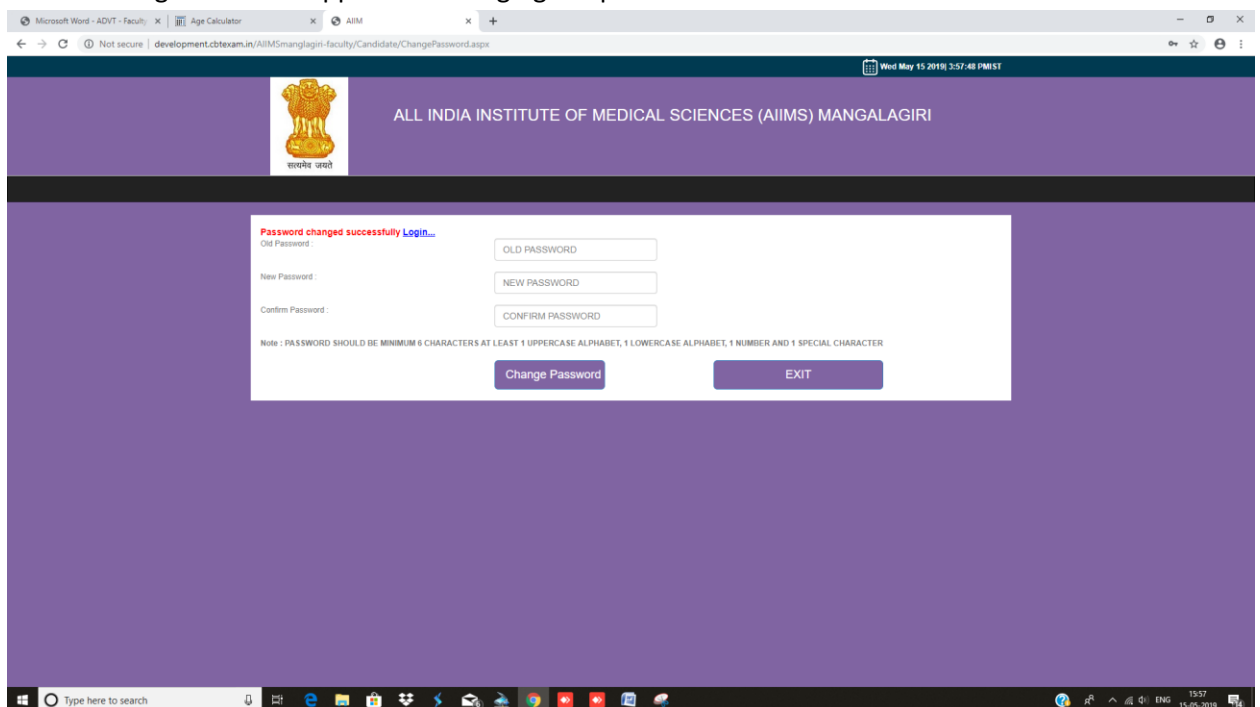 Microsoft Word - ADVT - Faculty
Age Calculator
AIIM
Not secure | development.cbtexam.in/AIIMSmanglagiri-faculty/Candidate/ChangePassword.aspx
Wed May 15 2019| 3:57:48 PMIST
ALL INDIA INSTITUTE OF MEDICAL SCIENCES (AIIMS) MANGALAGIRI
सत्यमेव जयते
Password changed successfully Login...
Old Password :
OLD PASSWORD
New Password :
NEW PASSWORD
Confirm Password :
CONFIRM PASSWORD
Note : PASSWORD SHOULD BE MINIMUM 6 CHARACTERS AT LEAST 1 UPPERCASE ALPHABET, 1 LOWERCASE ALPHABET, 1 NUMBER AND 1 SPECIAL CHARACTER
Change Password EXIT
Type here to search
ENG
15:57
15-05-2019